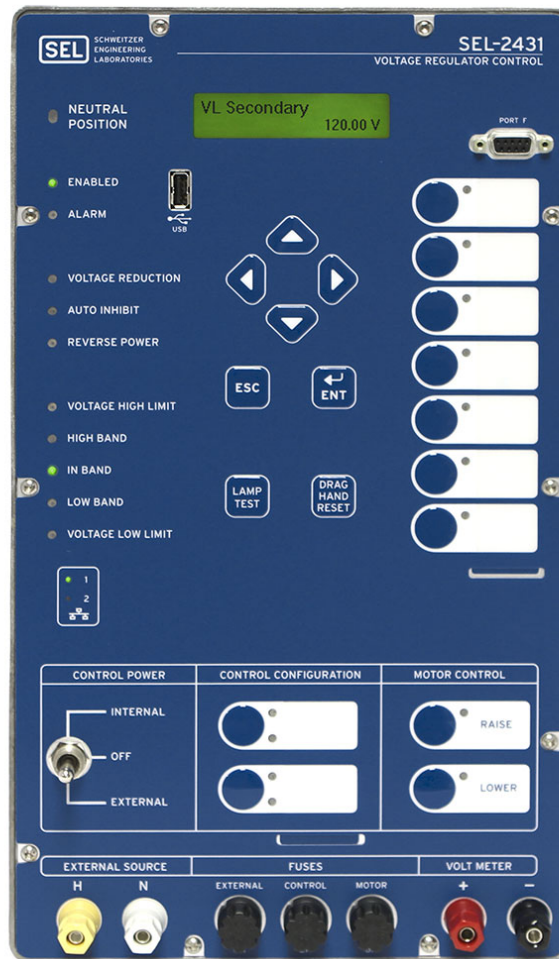 SEL
SCHWEITZER
ENGINEERING
LABORATORIES
SEL-2431
VOLTAGE REGULATOR CONTROL
NEUTRAL
POSITION
VL Secondary
120.00 V
PORT F
ENABLED
ALARM
USB
VOLTAGE REDUCTION
AUTO INHIBIT
REVERSE POWER
ESC
ENT
VOLTAGE HIGH LIMIT
HIGH BAND
IN BAND
LOW BAND
VOLTAGE LOW LIMIT
LAMP
TEST
DRAG
HAND
RESET
1
2
CONTROL POWER
INTERNAL
OFF
EXTERNAL
CONTROL CONFIGURATION
MOTOR CONTROL
RAISE
LOWER
EXTERNAL SOURCE
H N
FUSES
EXTERNAL CONTROL MOTOR
VOLT METER
+ −